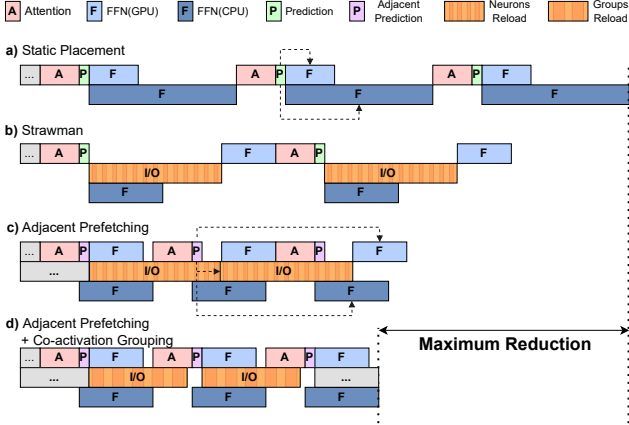 A Attention F FFN(GPU) F FFN(CPU) P Prediction P Adjacent Prediction Neurons Reload Groups Reload
a) Static Placement
... A P F A P F A P F
F F F
b) Strawman
... A P F A P F
I/O I/O
F F
c) Adjacent Prefetching
... A P F A P F A P F
... I/O I/O
F F F
d) Adjacent Prefetching
+ Co-activation Grouping
Maximum Reduction
... A P F A P F A P F
... I/O I/O ...
F F F